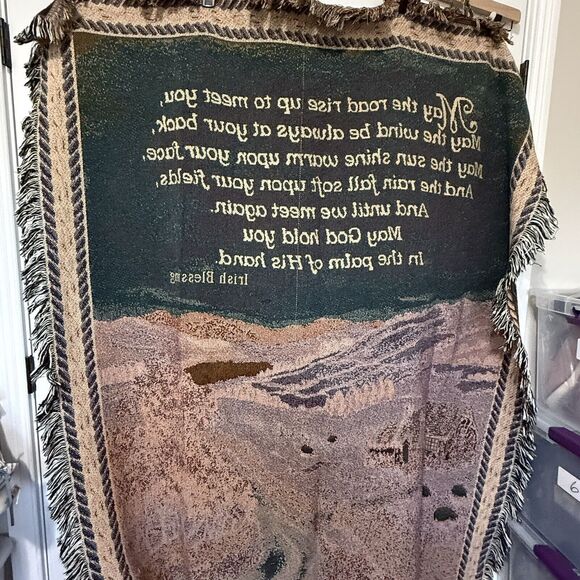 May the road rise up to meet you,
May the wind be always at your back,
May the sun shine warm upon your face,
And the rain fall soft upon your fields,
And until we meet again.
May God hold you
In the palm of His hand.
Irish Blessng
6